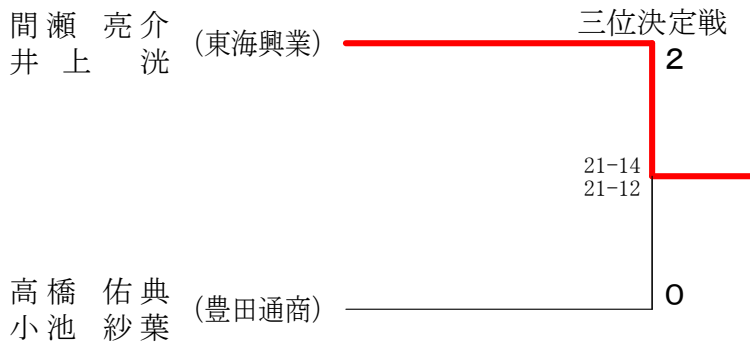 三位決定戦
間瀬 亮介
井上 洸
(東海興業)
2
21-14
21-12
高橋 佑典
小池 紗葉
(豊田通商)
0